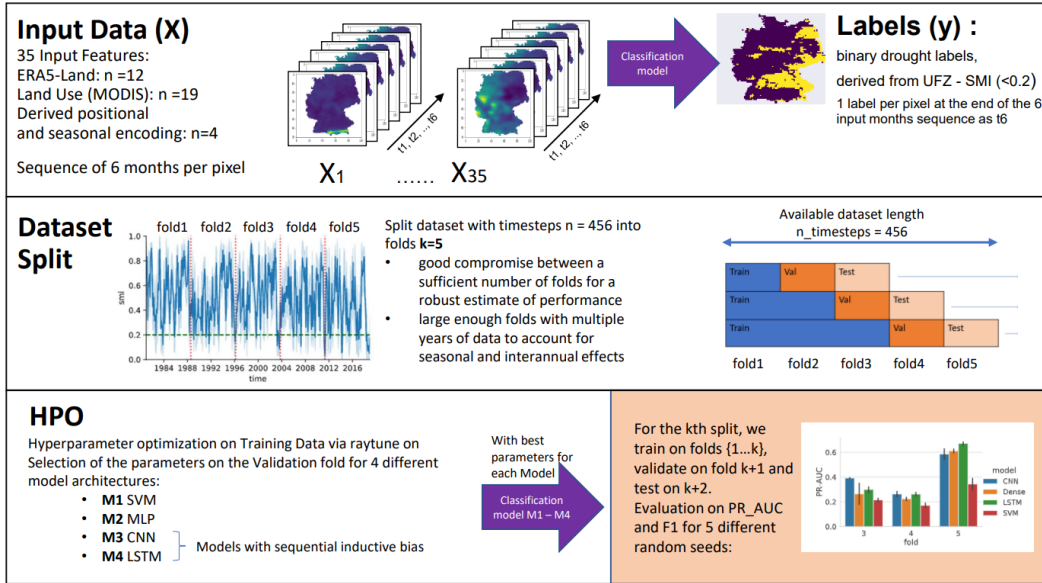 Input Data (X)
35 Input Features:
ERA5-Land: n =12
Land Use (MODIS): n =19
Derived positional
and seasonal encoding: n=4
Sequence of 6 months per pixel
t1, t2, .., t6
X1
......
X35
t1, t2, .., t6
Classification
model
Labels (y) :
binary drought labels,
derived from UFZ - SMI (<0.2)
1 label per pixel at the end of the 6
input months sequence as t6
Dataset
Split
fold1 fold2 fold3 fold4 fold5
1.0
0.8
0.6
0.4
0.2
0.0
smi
1984 1988 1992 1996 2000 2004 2008 2012 2016
time
Split dataset with timesteps n = 456 into
folds k=5
• good compromise between a
sufficient number of folds for a
robust estimate of performance
• large enough folds with multiple
years of data to account for
seasonal and interannual effects
Available dataset length
n_timesteps = 456
Train Val Test
Train Val Test
Train Val Test
fold1 fold2 fold3 fold4 fold5
HPO
Hyperparameter optimization on Training Data via raytune on
Selection of the parameters on the Validation fold for 4 different
model architectures:
• M1 SVM
• M2 MLP
• M3 CNN
• M4 LSTM
Models with sequential inductive bias
With best
parameters for
each Model
Classification
model M1 – M4
For the kth split, we
train on folds {1...k},
validate on fold k+1 and
test on k+2.
Evaluation on PR_AUC
and F1 for 5 different
random seeds:
PR-AUC
0.6
0.4
0.2
0.0
3 4 5
fold
model
CNN
Dense
LSTM
SVM